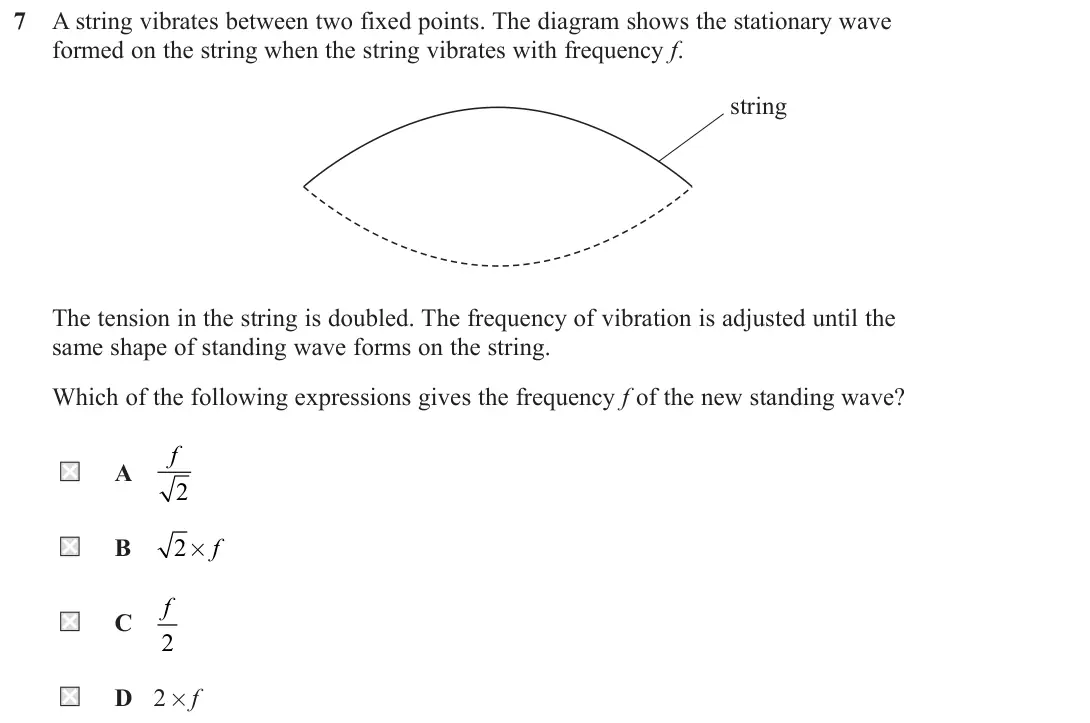 7 A string vibrates between two fixed points. The diagram shows the stationary wave
formed on the string when the string vibrates with frequency f.
string
The tension in the string is doubled. The frequency of vibration is adjusted until the
same shape of standing wave forms on the string.
Which of the following expressions gives the frequency f of the new standing wave?
A f/√2
B √2 × f
C f/2
D 2 × f